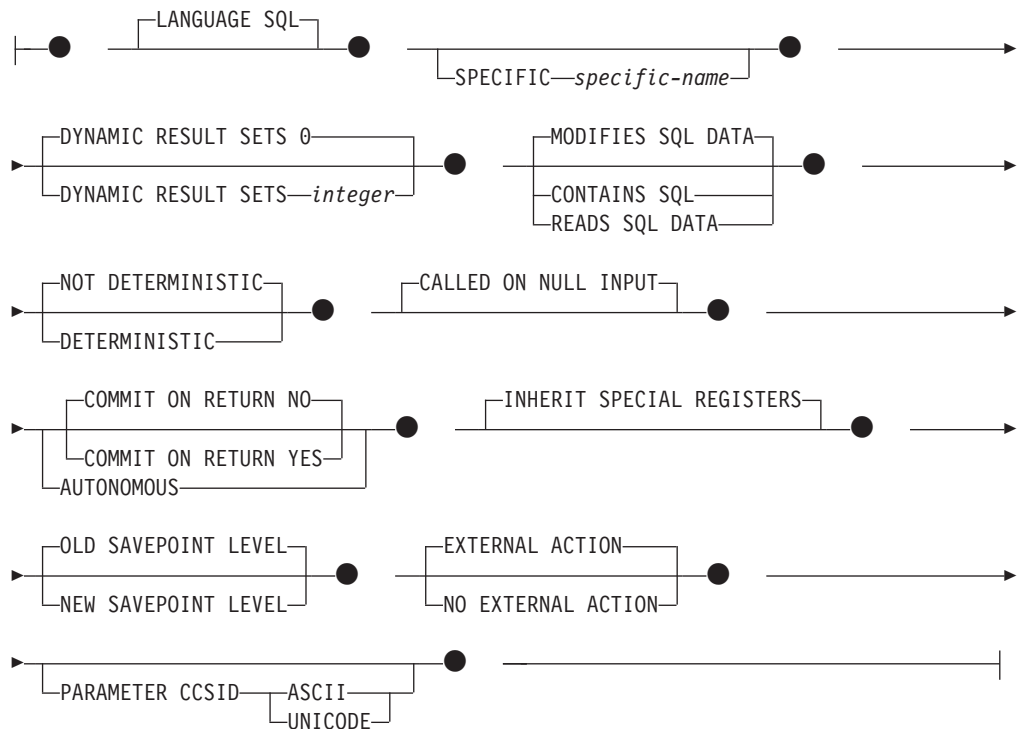 LANGUAGE SQL
SPECIFIC specific-name
DYNAMIC RESULT SETS 0
DYNAMIC RESULT SETS integer
MODIFIES SQL DATA
CONTAINS SQL
READS SQL DATA
NOT DETERMINISTIC
DETERMINISTIC
CALLED ON NULL INPUT
COMMIT ON RETURN NO
COMMIT ON RETURN YES
AUTONOMOUS
INHERIT SPECIAL REGISTERS
OLD SAVEPOINT LEVEL
NEW SAVEPOINT LEVEL
EXTERNAL ACTION
NO EXTERNAL ACTION
PARAMETER CCSID
ASCII
UNICODE